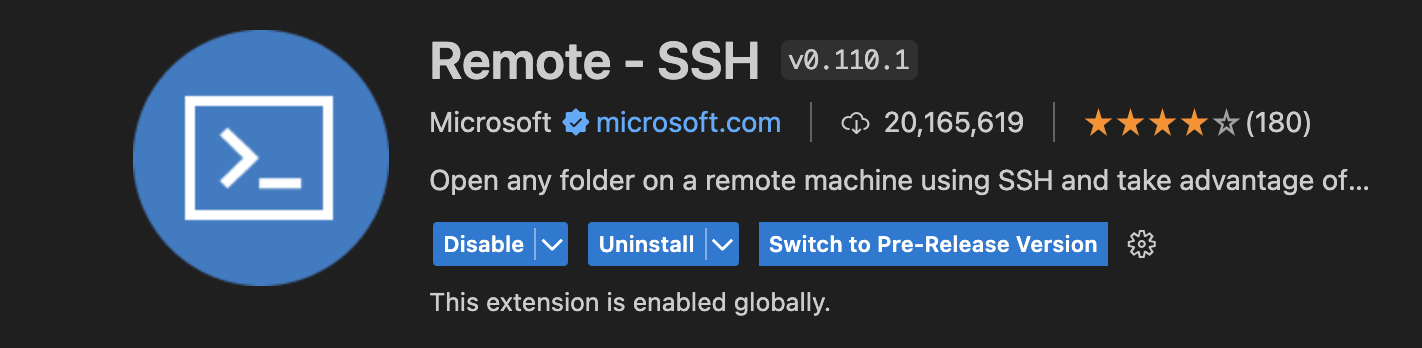 Remote - SSH v0.110.1
Microsoft microsoft.com 20,165,619 (180)
Open any folder on a remote machine using SSH and take advantage of...
Disable Uninstall Switch to Pre-Release Version
This extension is enabled globally.